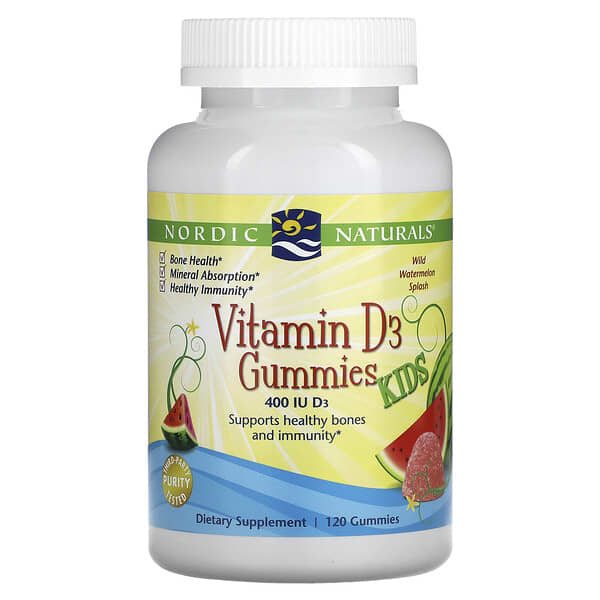 NORDIC NATURALS®
Bone Health*
Mineral Absorption*
Healthy Immunity*
Wild
Watermelon
Splash
Vitamin D3
Gummies
KIDS
400 IU D3
Supports healthy bones
and immunity*
THIRD-PARTY
PURITY
TESTED
Dietary Supplement | 120 Gummies